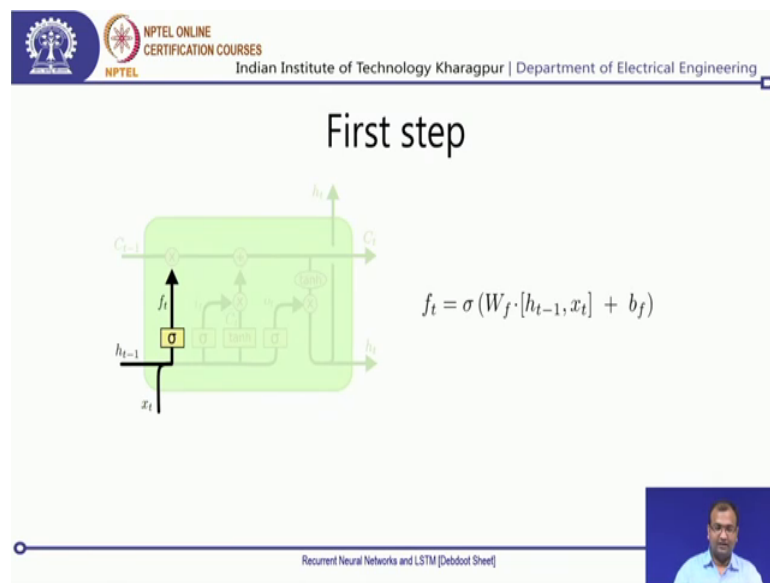 NPTEL ONLINE
CERTIFICATION COURSES
NPTEL
Indian Institute of Technology Kharagpur | Department of Electrical Engineering
First step
h_t
C_{t-1}
C_t
tanh
f_t
σ
σ
tanh
σ
h_{t-1}
h_t
x_t
f_t = σ (W_f·[h_{t-1}, x_t] + b_f)
Recurrent Neural Networks and LSTM [Debdoot Sheet]